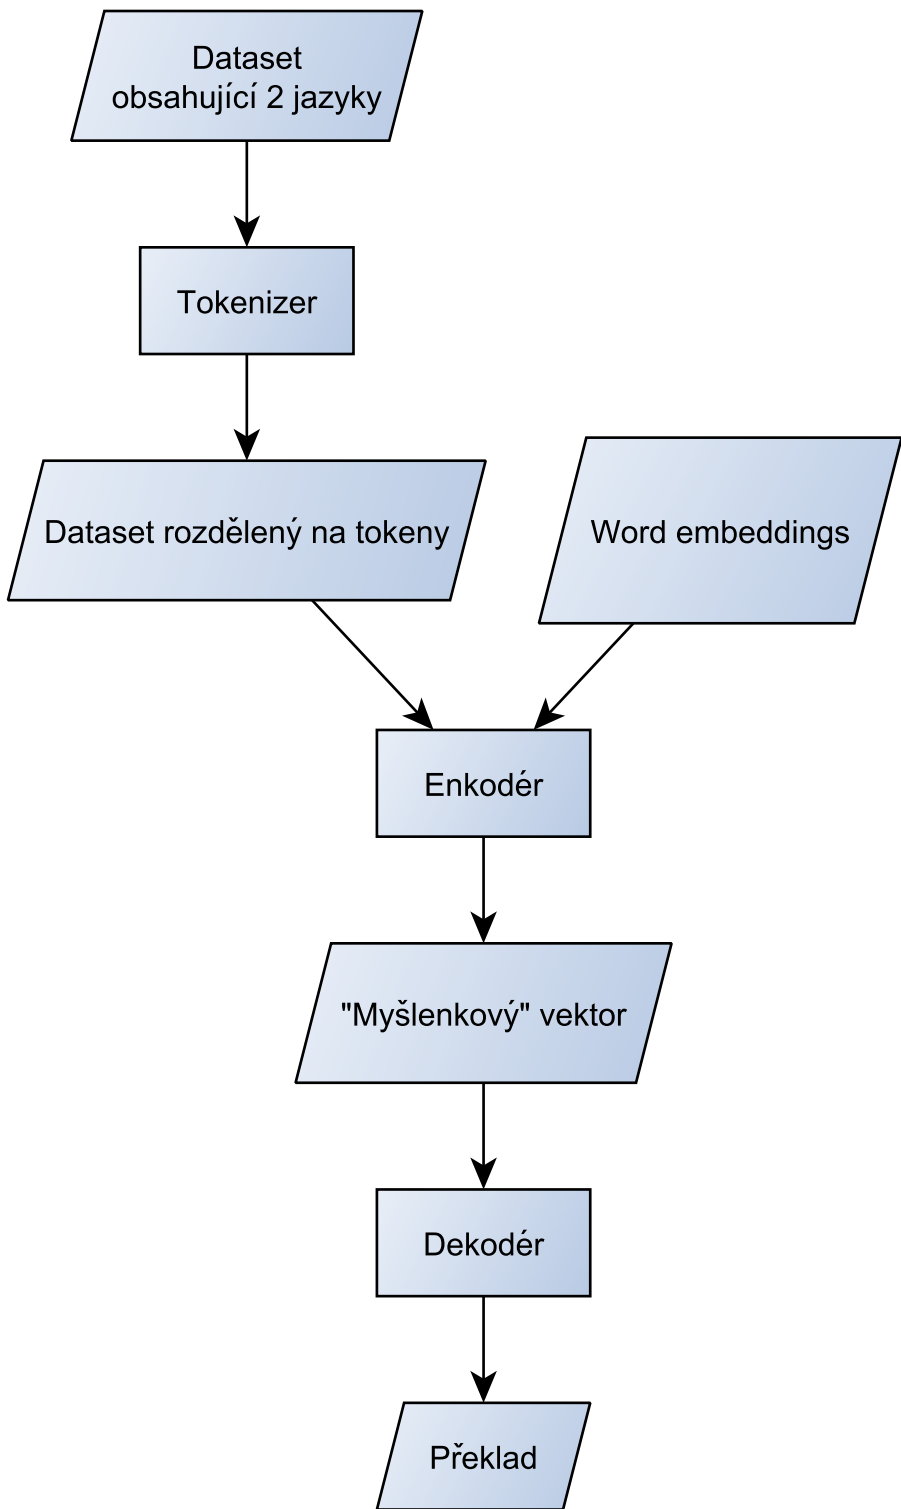 Dataset
obsahující 2 jazyky
Tokenizer
Dataset rozdělený na tokeny
Word embeddings
Enkodér
"Myšlenkový" vektor
Dekodér
Překlad